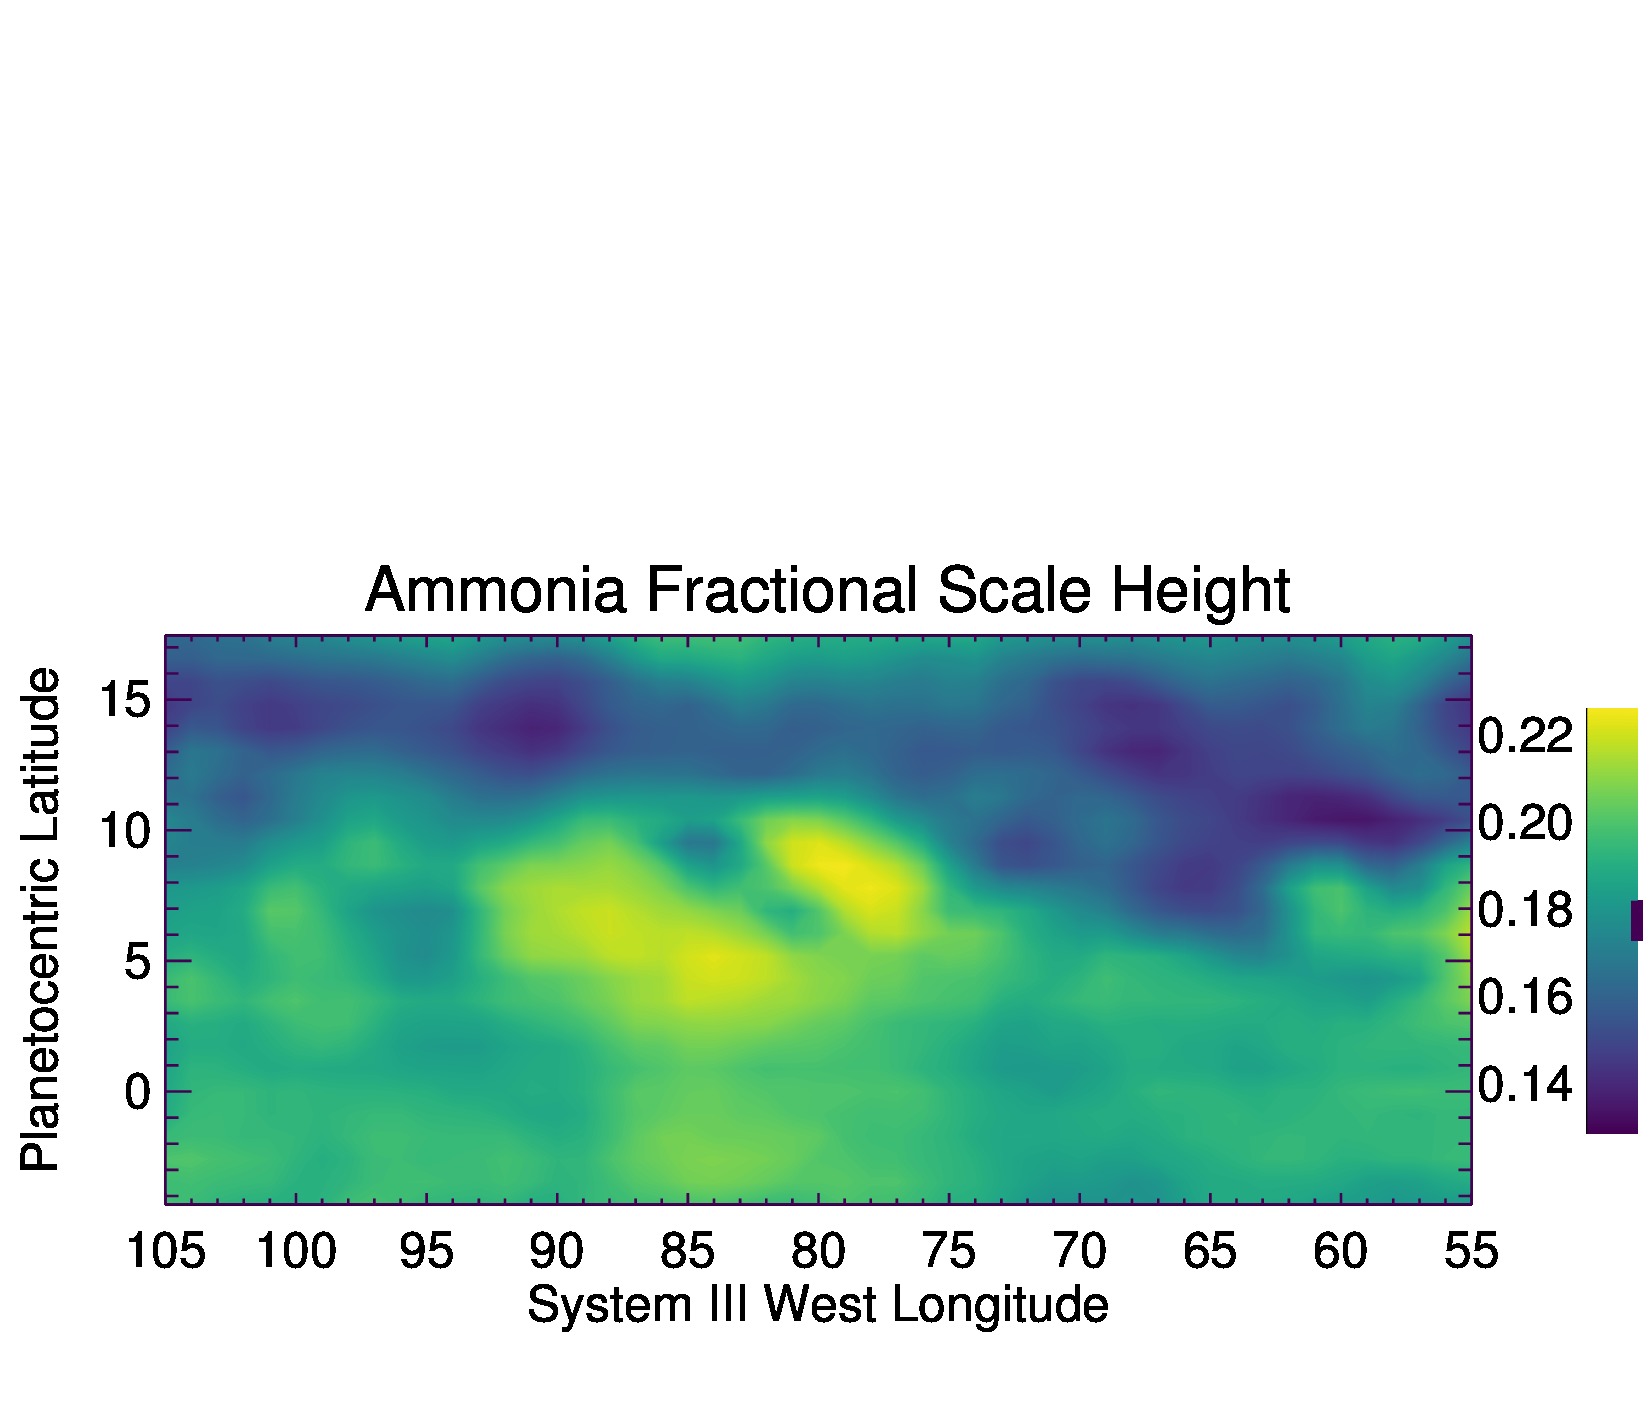 Ammonia Fractional Scale Height
Planetocentric Latitude
15
10
5
0
0.22
0.20
0.18
0.16
0.14
105 100 95 90 85 80 75 70 65 60 55
System III West Longitude